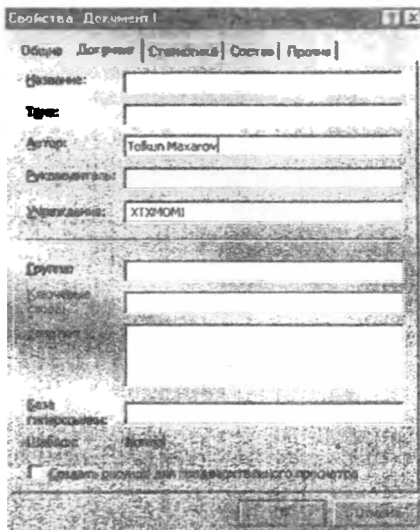 Свойства: Документ1
Общие Документ Статистика Состав Прочие
Название:
Тема:
Автор: Tolkun Maxarov
Руководитель:
Учреждение: XTXMOMI
Группа:
Ключевые слова:
Заметки:
База гиперссылки:
Шаблон: Normal
Создать рисунок для предварительного просмотра
OK